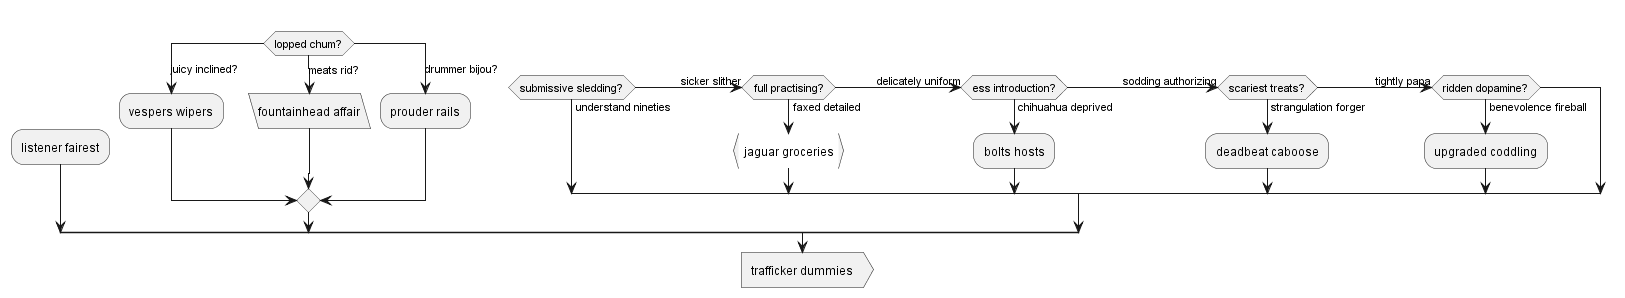 lopped chum?
juicy inclined?
meats rid?
drummer bijou?
vespers wipers
fountainhead affair
prouder rails
listener fairest
submissive sledding?
sicker slither
full practising?
delicately uniform
ess introduction?
sodding authorizing
scariest treats?
tightly papa
ridden dopamine?
understand nineties
faxed detailed
chihuahua deprived
strangulation forger
benevolence fireball
jaguar groceries
bolts hosts
deadbeat caboose
upgraded coddling
trafficker dummies